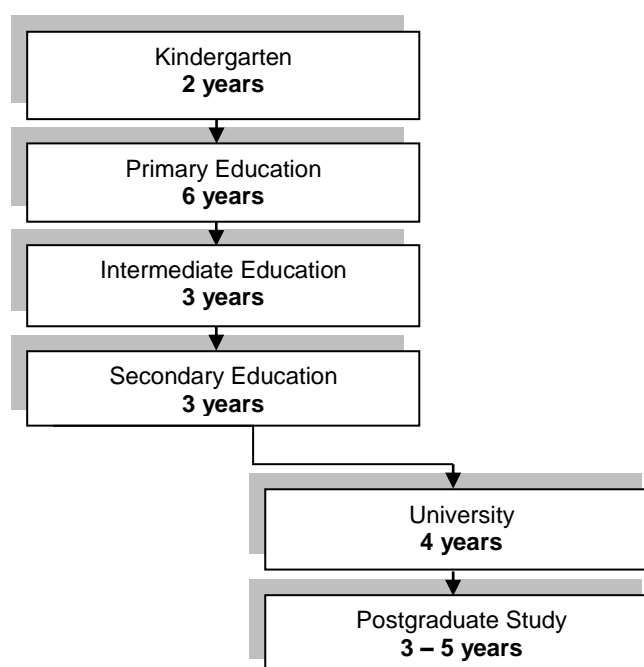 Kindergarten
2 years
Primary Education
6 years
Intermediate Education
3 years
Secondary Education
3 years
University
4 years
Postgraduate Study
3 – 5 years